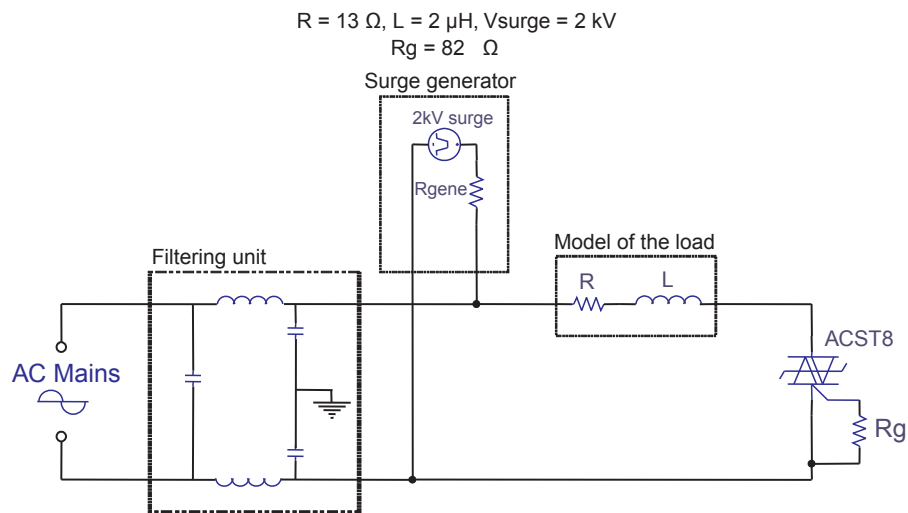 R = 13 Ω, L = 2 µH, Vsurge = 2 kV
Rg = 82 Ω
Surge generator
2kV surge
Rgene
Filtering unit
Model of the load
R L
ACST8
AC Mains
Rg